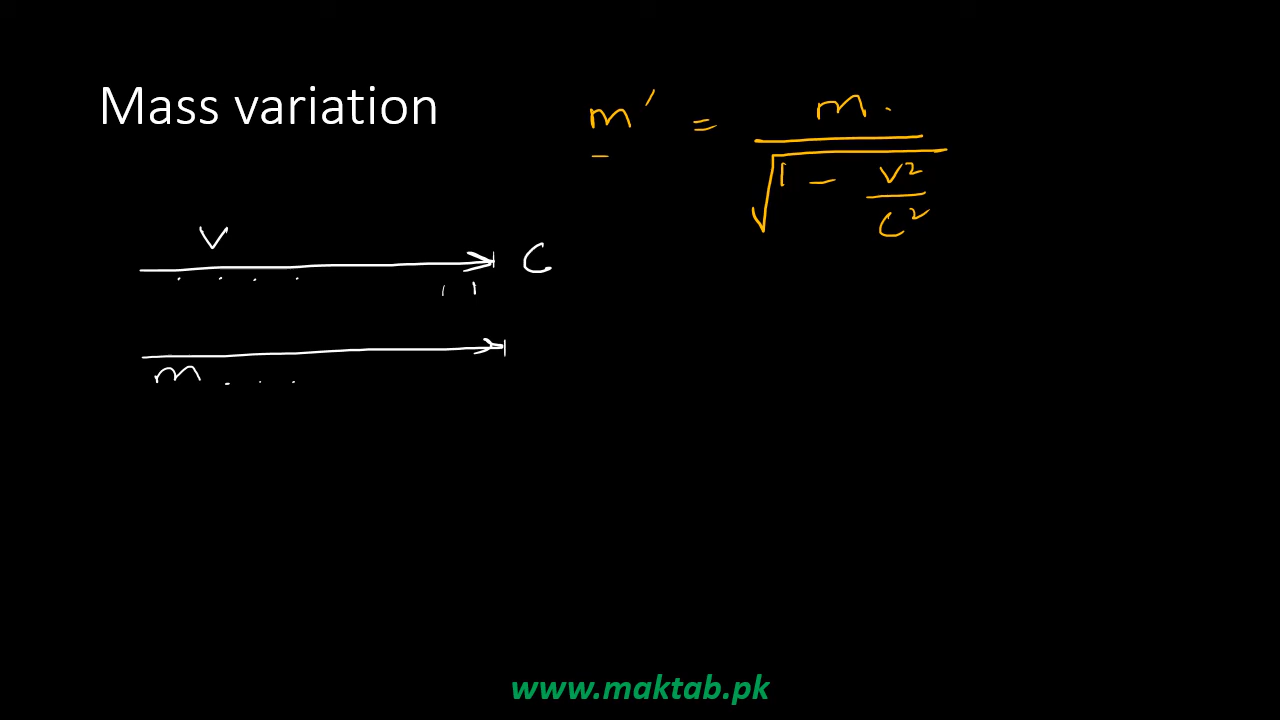 Mass variation
m' = m / √(1 - v²/c²)
V
C
m
www.maktab.pk